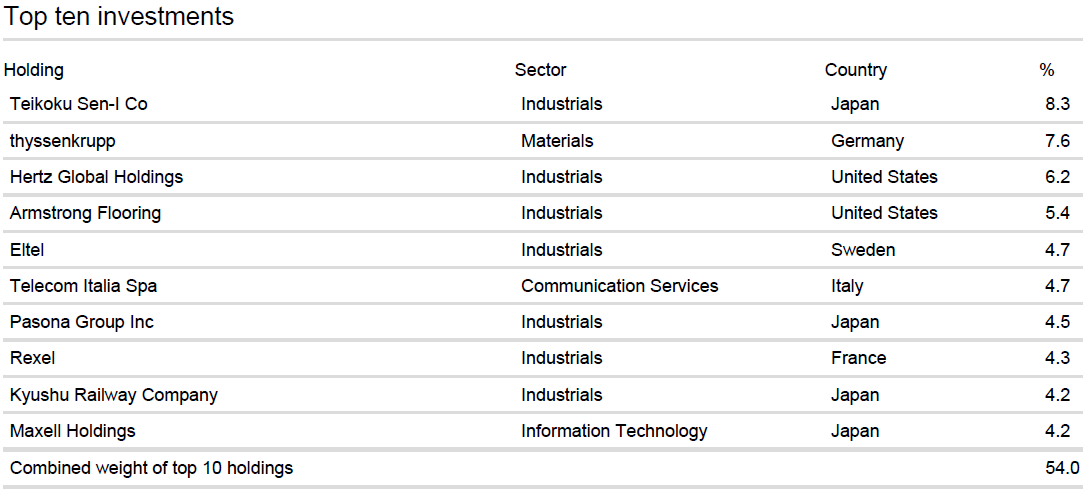 Top ten investments
Holding Sector Country %
Teikoku Sen-I Co Industrials Japan 8.3
thyssenkrupp Materials Germany 7.6
Hertz Global Holdings Industrials United States 6.2
Armstrong Flooring Industrials United States 5.4
Eltel Industrials Sweden 4.7
Telecom Italia Spa Communication Services Italy 4.7
Pasona Group Inc Industrials Japan 4.5
Rexel Industrials France 4.3
Kyushu Railway Company Industrials Japan 4.2
Maxell Holdings Information Technology Japan 4.2
Combined weight of top 10 holdings 54.0